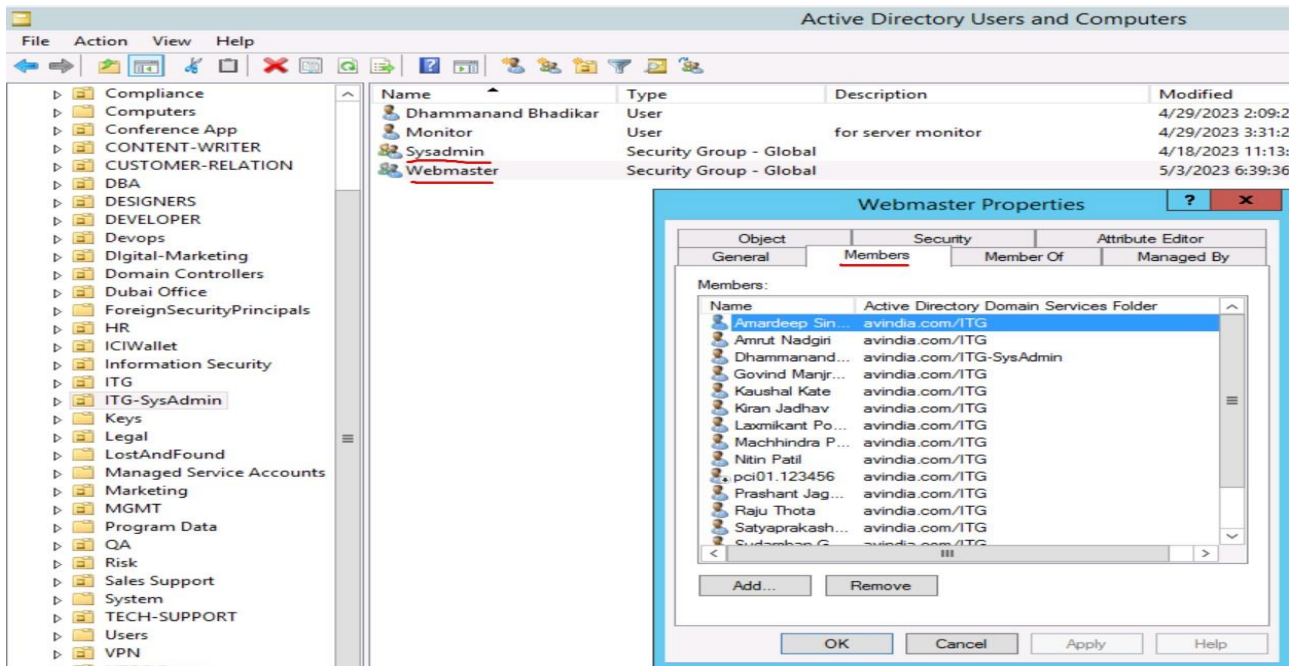 Active Directory Users and Computers
File Action View Help
Compliance
Computers
Conference App
CONTENT-WRITER
CUSTOMER-RELATION
DBA
DESIGNERS
DEVELOPER
Devops
DIgital-Marketing
Domain Controllers
Dubai Office
ForeignSecurityPrincipals
HR
ICIWallet
Information Security
ITG
ITG-SysAdmin
Keys
Legal
LostAndFound
Managed Service Accounts
Marketing
MGMT
Program Data
QA
Risk
Sales Support
System
TECH-SUPPORT
Users
VPN
Name Type Description Modified
Dhammanand Bhadikar User 4/29/2023 2:09:2
Monitor User for server monitor 4/29/2023 3:31:2
Sysadmin Security Group - Global 4/18/2023 11:13:
Webmaster Security Group - Global 5/3/2023 6:39:36
Webmaster Properties ? x
Object Security Attribute Editor
General Members Member Of Managed By
Members:
Name Active Directory Domain Services Folder
Amardeep Sin... avindia.com/ITG
Amrut Nadgiri avindia.com/ITG
Dhammanand... avindia.com/ITG-SysAdmin
Govind Manjr... avindia.com/ITG
Kaushal Kate avindia.com/ITG
Kiran Jadhav avindia.com/ITG
Laxmikant Po... avindia.com/ITG
Machhindra P... avindia.com/ITG
Nitin Patil avindia.com/ITG
pci01.123456 avindia.com/ITG
Prashant Jag... avindia.com/ITG
Raju Thota avindia.com/ITG
Satyaprakash... avindia.com/ITG
avindia.com/ITG
Add... Remove
OK Cancel Apply Help